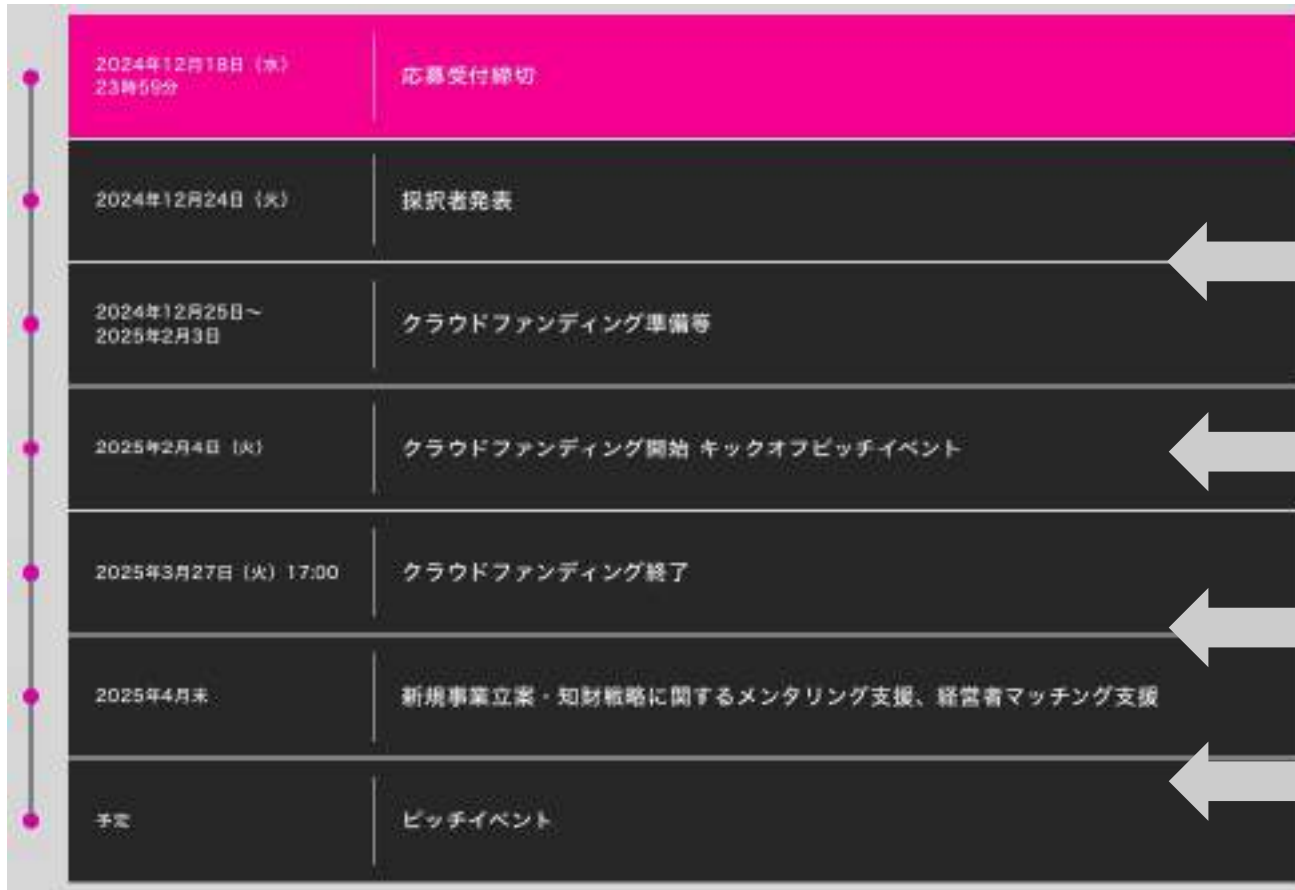 2024年12月18日（水）
23時59分
応募受付締切
2024年12月24日（火）
採択者発表
2024年12月25日～
2025年2月3日
クラウドファンディング準備等
2025年2月4日（火）
クラウドファンディング開始 キックオフピッチイベント
2025年3月27日（火）17:00
クラウドファンディング終了
2025年4月末
新規事業立案・知財戦略に関するメンタリング支援、経営者マッチング支援
予定
ピッチイベント